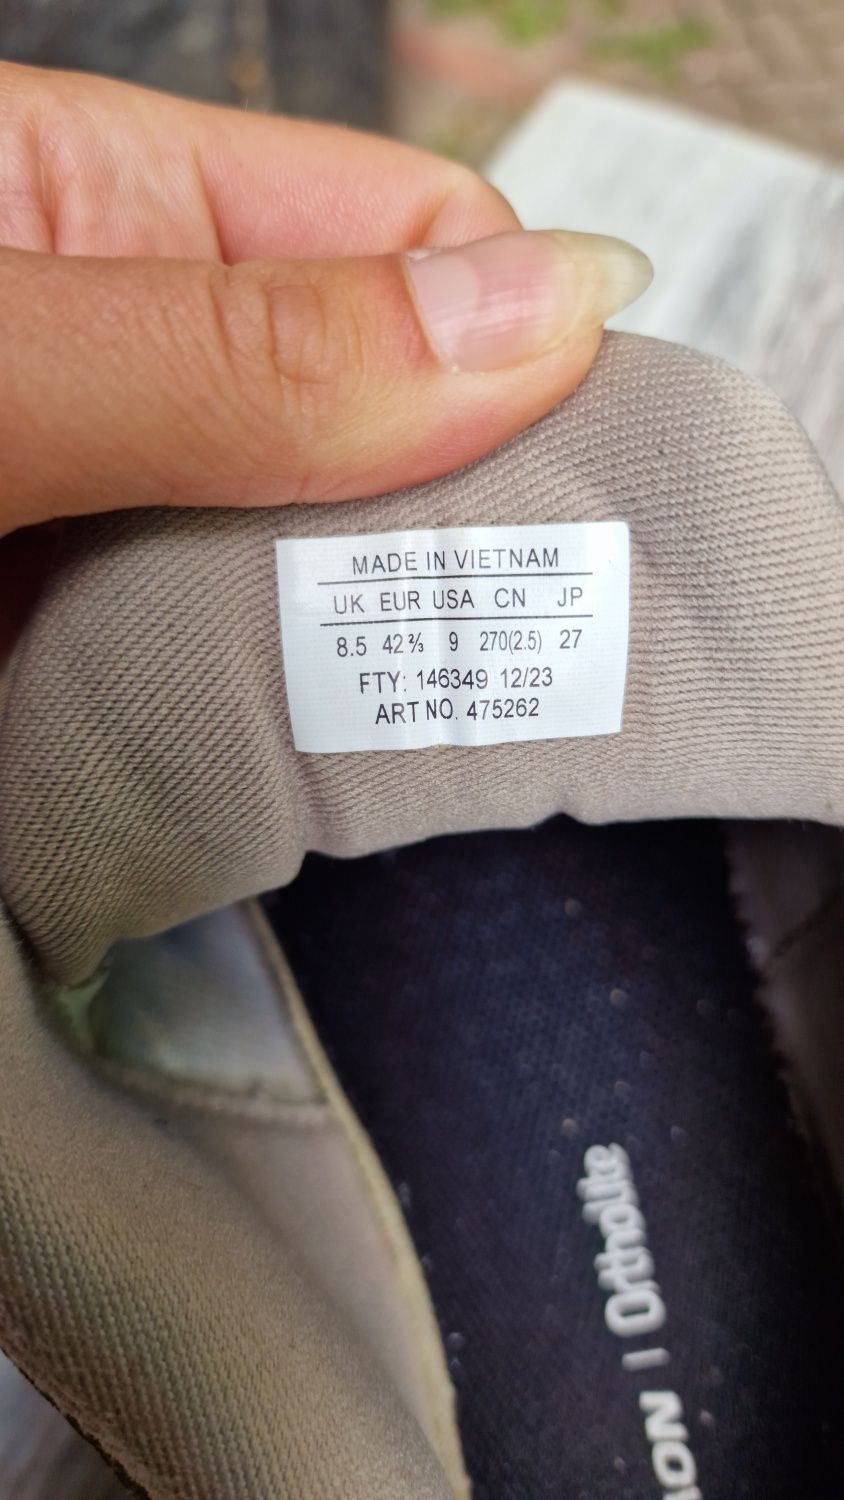 MADE IN VIETNAM
UK EUR USA CN JP
8.5 42⅔ 9 270(2.5) 27
FTY: 146349 12/23
ART NO. 475262
| Ortholite